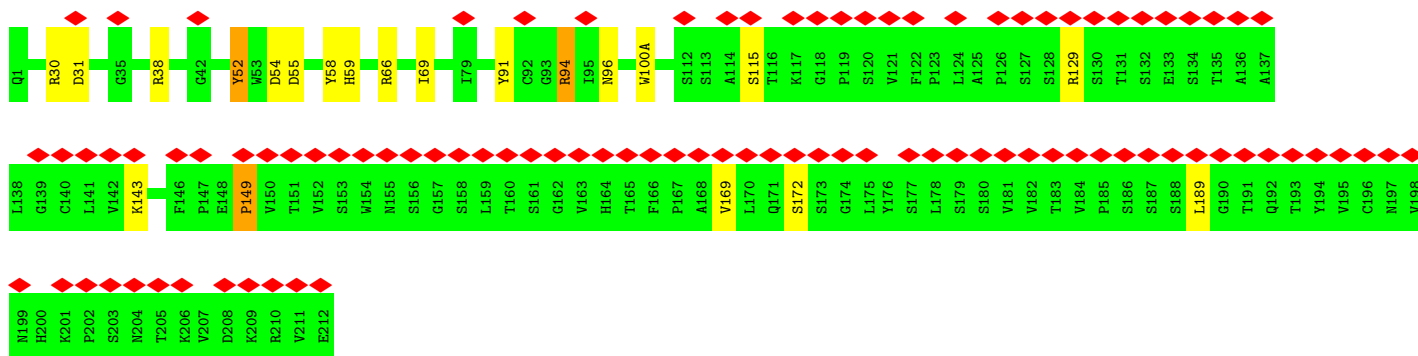 Q1 R30 D31 G35 R38 G42 Y52 W53 D54 D55 Y58 H59 R66 I69 I79 Y91 C92 G93 R94 I95 N96 W100A S112 S113 A114 S115 T116 K117 G118 P119 S120 V121 F122 P123 L124 A125 P126 S127 S128 R129 S130 T131 S132 E133 S134 T135 A136 A137
L138 G139 C140 L141 V142 K143 F146 P147 E148 P149 V150 T151 V152 S153 W154 N155 S156 G157 S158 L159 T160 S161 G162 V163 H164 T165 F166 P167 A168 V169 L170 Q171 S172 S173 G174 L175 Y176 S177 L178 S179 S180 V181 V182 T183 V184 P185 S186 S187 S188 L189 G190 T191 Q192 T193 Y194 V195 C196 N197 V198
N199 H200 K201 P202 S203 N204 T205 K206 V207 D208 K209 R210 V211 E212